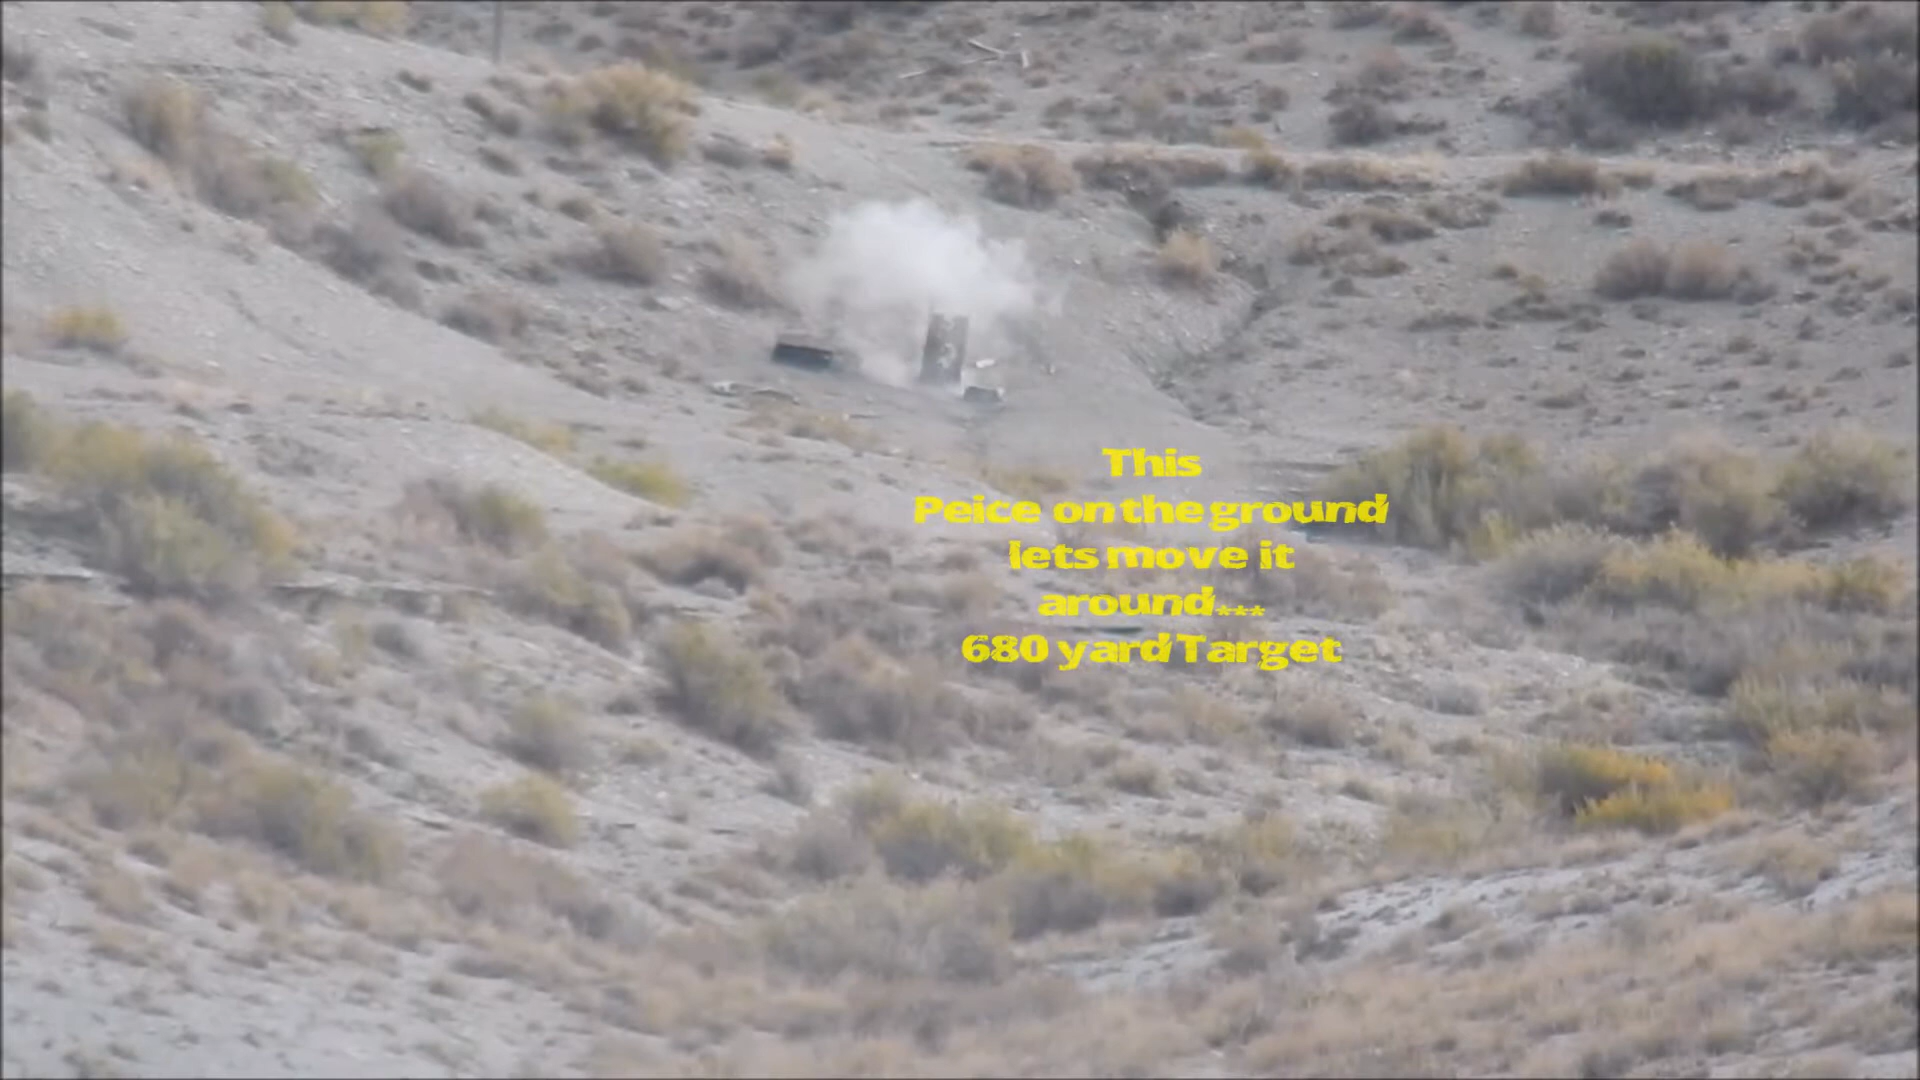 This
Peice on the ground
lets move it
around...
680 yard Target